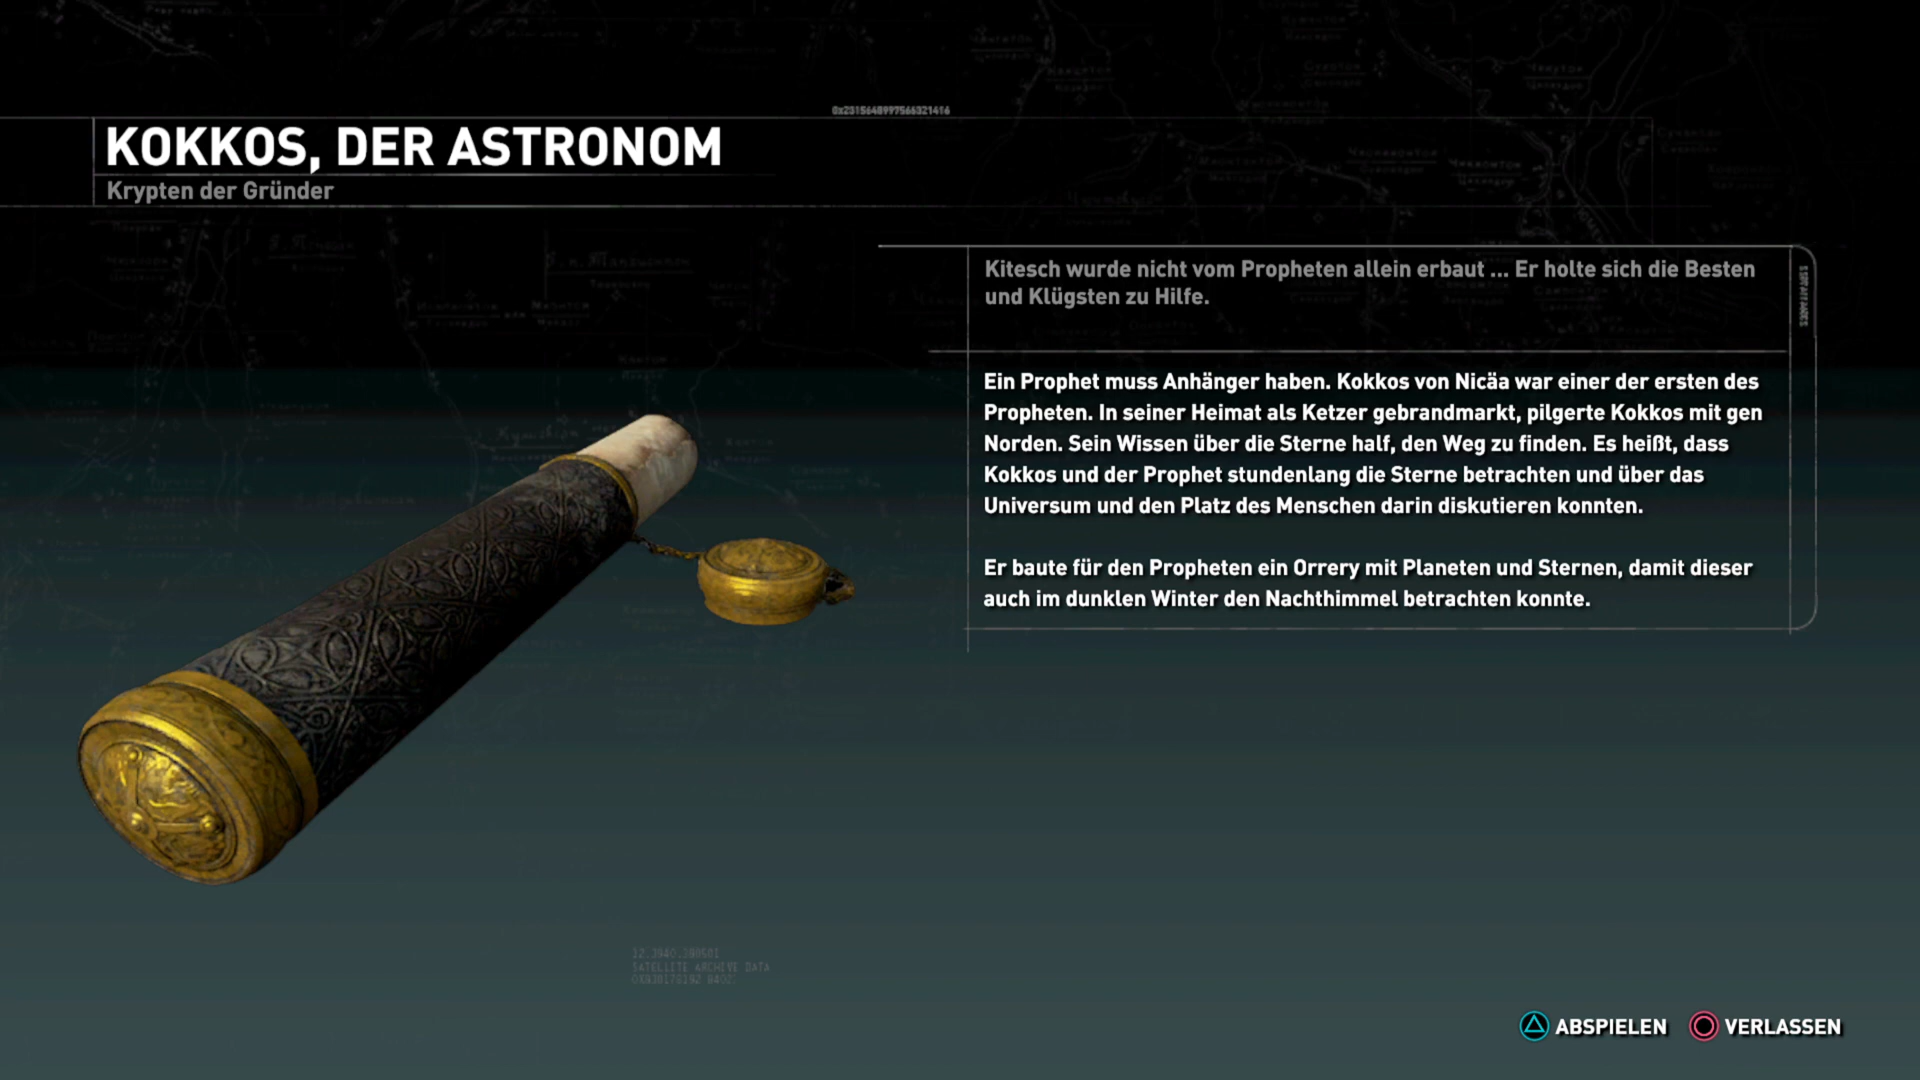 KOKKOS, DER ASTRONOM
Krypten der Gründer
Kitesch wurde nicht vom Propheten allein erbaut ... Er holte sich die Besten
und Klügsten zu Hilfe.
Ein Prophet muss Anhänger haben. Kokkos von Nicäa war einer der ersten des
Propheten. In seiner Heimat als Ketzer gebrandmarkt, pilgerte Kokkos mit gen
Norden. Sein Wissen über die Sterne half, den Weg zu finden. Es heißt, dass
Kokkos und der Prophet stundenlang die Sterne betrachten und über das
Universum und den Platz des Menschen darin diskutieren konnten.
Er baute für den Propheten ein Orrery mit Planeten und Sternen, damit dieser
auch im dunklen Winter den Nachthimmel betrachten konnte.
SATELLITE ARCHIVE DATA
ABSPIELEN VERLASSEN